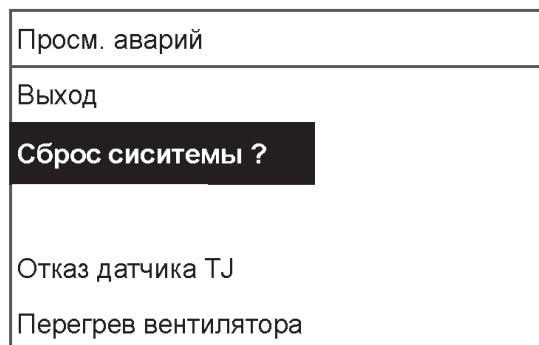 Просм. аварий
Выход
Сброс сиситемы ?
Отказ датчика TJ
Перегрев вентилятора